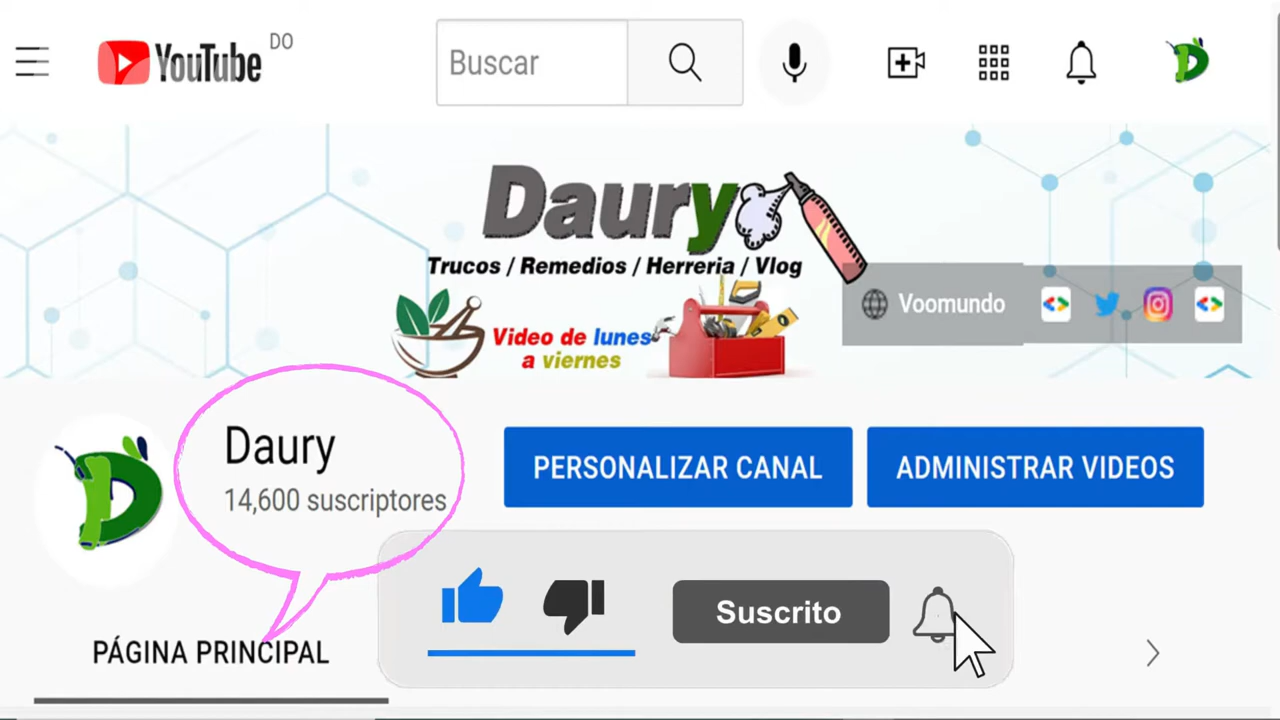 YouTube DO
Buscar
Daury
Trucos / Remedios / Herreria / Vlog
Voomundo
Video de lunes
a viernes
Daury
14,600 suscriptores
PERSONALIZAR CANAL
ADMINISTRAR VIDEOS
Suscrito
PÁGINA PRINCIPAL